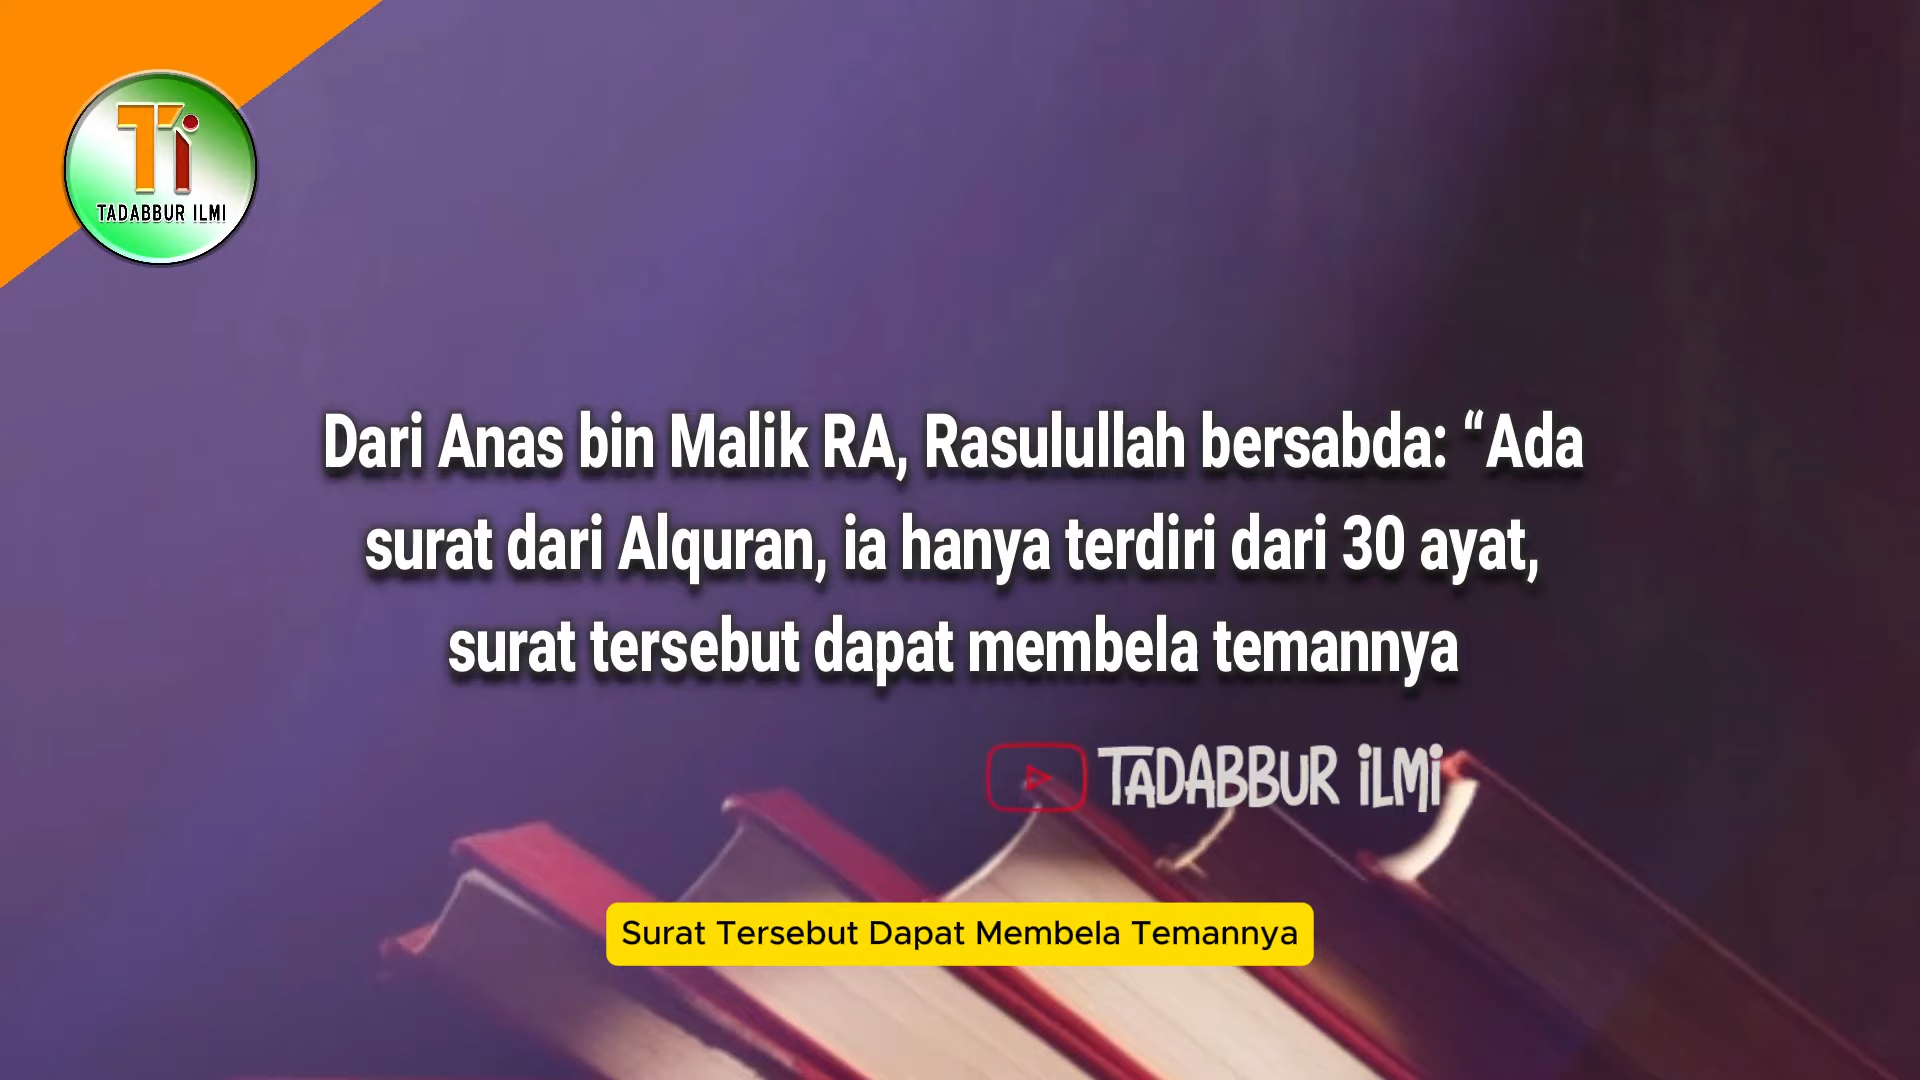 Ti
TADABBUR ILMI
Dari Anas bin Malik RA, Rasulullah bersabda: “Ada
surat dari Alquran, ia hanya terdiri dari 30 ayat,
surat tersebut dapat membela temannya
TADABBUR iLMi
Surat Tersebut Dapat Membela Temannya